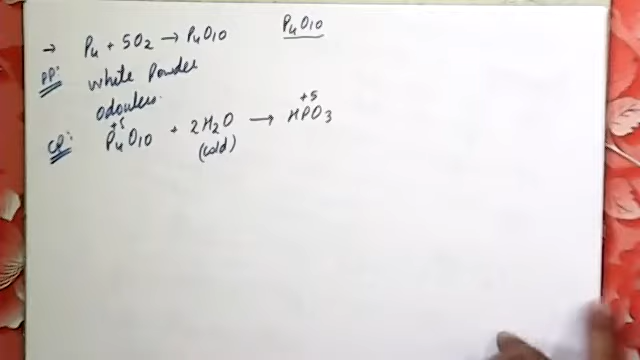 P4O10
→ P4 + 5O2 → P4O10
PP: White Powder
odourless.
CP: +5 P4O10 + 2H2O → +5 HPO3
(cold)